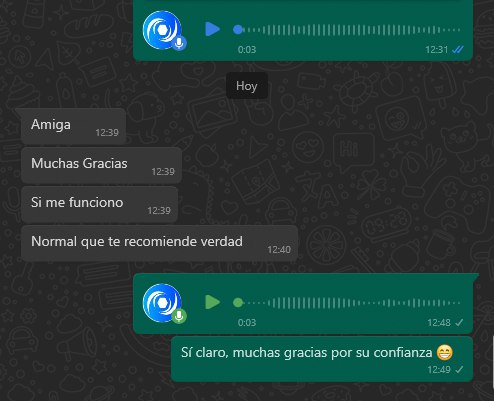 0:03 12:31
Hoy
Amiga 12:39
Muchas Gracias 12:39
Si me funciono 12:39
Normal que te recomiende verdad 12:40
0:03 12:48
Sí claro, muchas gracias por su confianza 😁
12:49